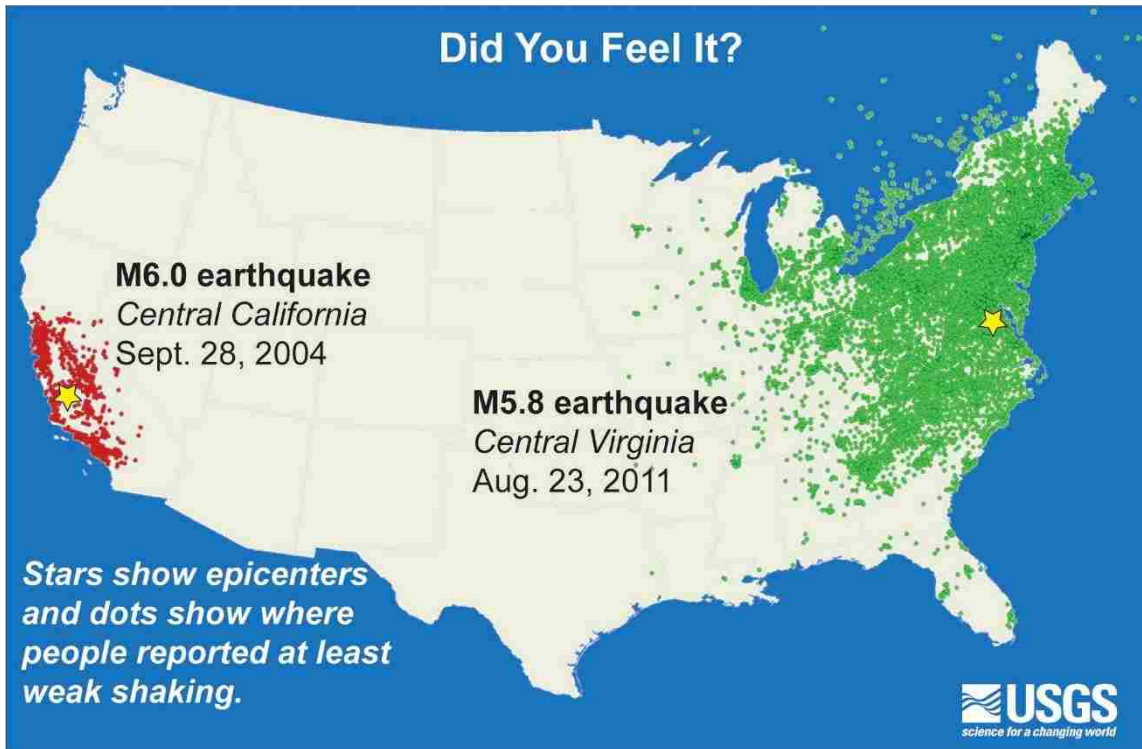 Did You Feel It?
M6.0 earthquake
Central California
Sept. 28, 2004
M5.8 earthquake
Central Virginia
Aug. 23, 2011
Stars show epicenters
and dots show where
people reported at least
weak shaking.
USGS
science for a changing world